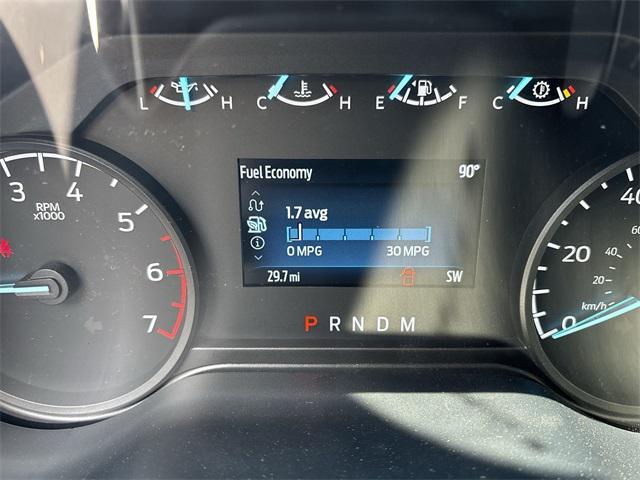 L H C H E F C H
Fuel Economy 90°
1.7 avg
0 MPG 30 MPG
29.7 mi SW
P R N D M
3 4 5 6 7
RPM
x1000
0 20 40
20 40 60
km/h